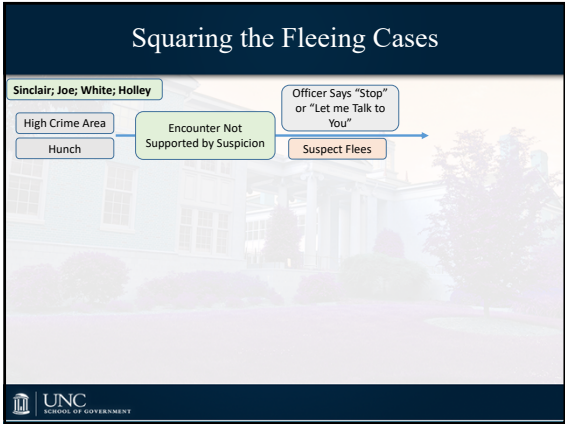 Squaring the Fleeing Cases
Sinclair; Joe; White; Holley
High Crime Area
Hunch
Encounter Not
Supported by Suspicion
Officer Says “Stop”
or “Let me Talk to
You”
Suspect Flees
UNC
SCHOOL OF GOVERNMENT